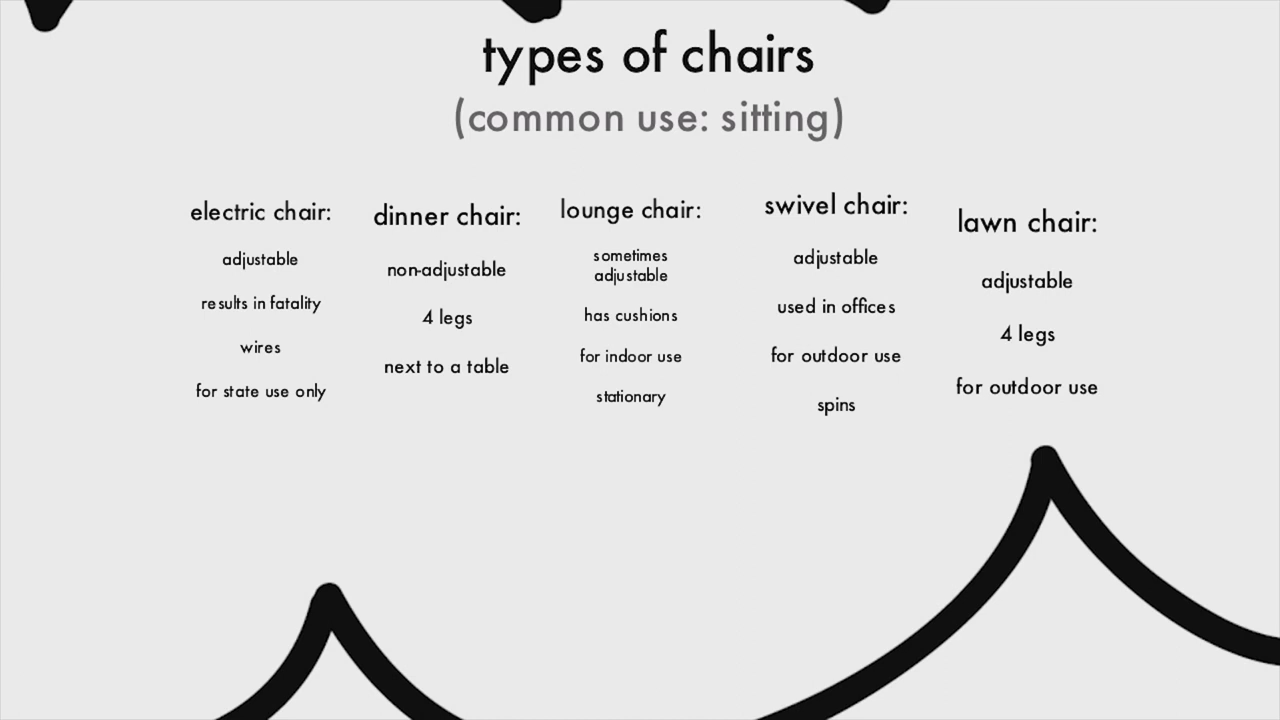 types of chairs
(common use: sitting)
electric chair:
adjustable
results in fatality
wires
for state use only
dinner chair:
non-adjustable
4 legs
next to a table
lounge chair:
sometimes
adjustable
has cushions
for indoor use
stationary
swivel chair:
adjustable
used in offices
for outdoor use
spins
lawn chair:
adjustable
4 legs
for outdoor use